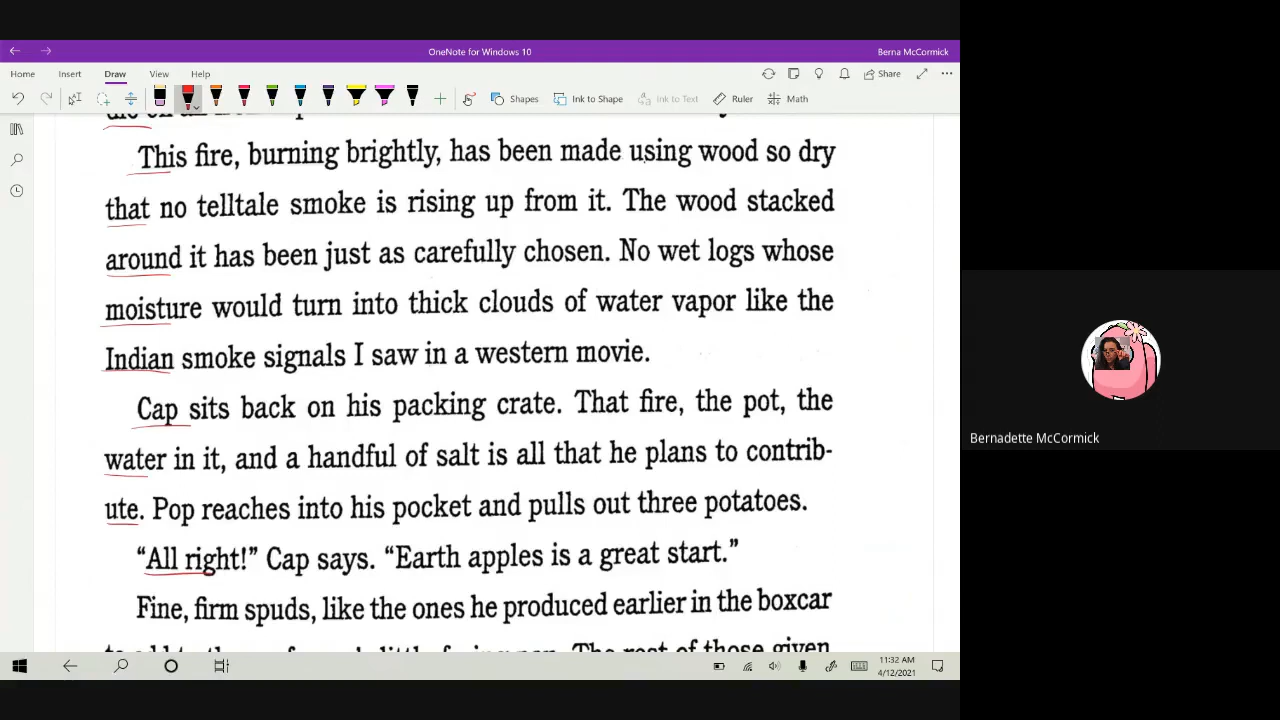 OneNote for Windows 10
Berna McCormick
Home Insert Draw View Help
Share
Shapes Ink to Shape Ink to Text Ruler Math
This fire, burning brightly, has been made using wood so dry
that no telltale smoke is rising up from it. The wood stacked
around it has been just as carefully chosen. No wet logs whose
moisture would turn into thick clouds of water vapor like the
Indian smoke signals I saw in a western movie.
Cap sits back on his packing crate. That fire, the pot, the
water in it, and a handful of salt is all that he plans to contrib-
ute. Pop reaches into his pocket and pulls out three potatoes.
“All right!” Cap says. “Earth apples is a great start.”
Fine, firm spuds, like the ones he produced earlier in the boxcar
The rest of those given
11:32 AM
4/12/2021
Bernadette McCormick